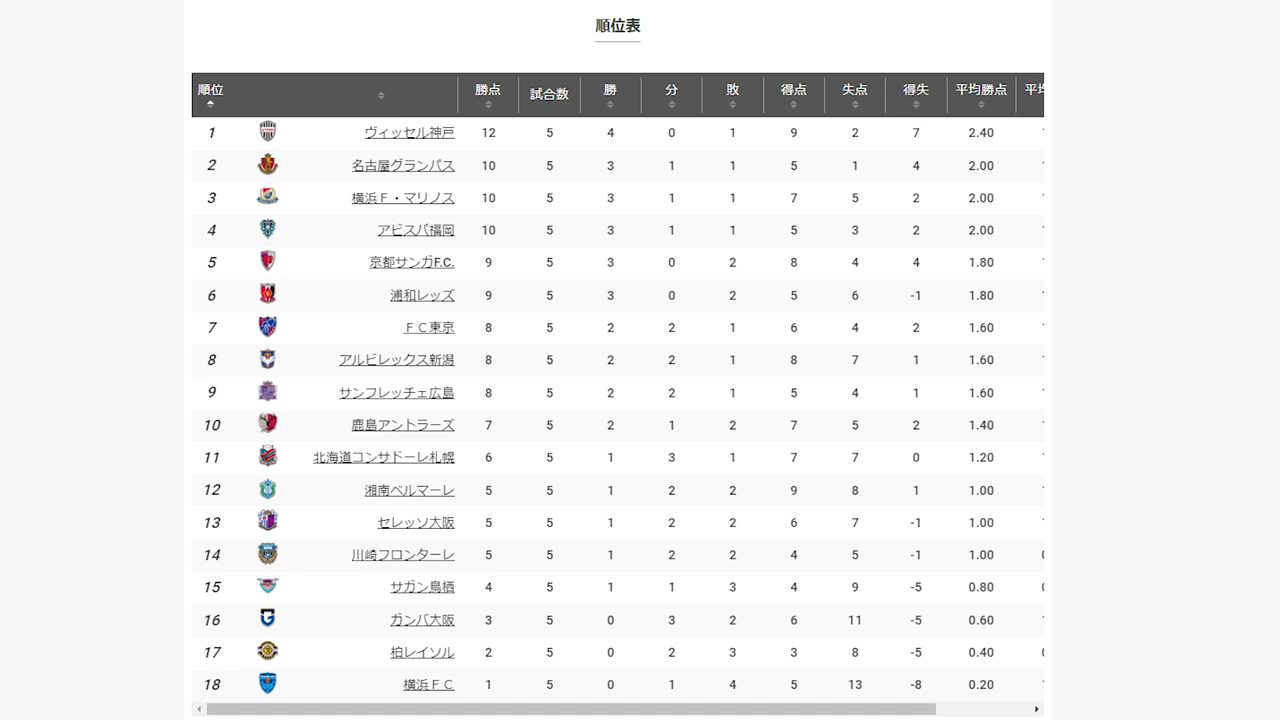 順位表
順位 勝点 試合数 勝 分 敗 得点 失点 得失 平均勝点
1 ヴィッセル神戸 12 5 4 0 1 9 2 7 2.40
2 名古屋グランパス 10 5 3 1 1 5 1 4 2.00
3 横浜Ｆ・マリノス 10 5 3 1 1 7 5 2 2.00
4 アビスパ福岡 10 5 3 1 1 5 3 2 2.00
5 京都サンガF.C. 9 5 3 0 2 8 4 4 1.80
6 浦和レッズ 9 5 3 0 2 5 6 -1 1.80
7 ＦＣ東京 8 5 2 2 1 6 4 2 1.60
8 アルビレックス新潟 8 5 2 2 1 8 7 1 1.60
9 サンフレッチェ広島 8 5 2 2 1 5 4 1 1.60
10 鹿島アントラーズ 7 5 2 1 2 7 5 2 1.40
11 北海道コンサドーレ札幌 6 5 1 3 1 7 7 0 1.20
12 湘南ベルマーレ 5 5 1 2 2 9 8 1 1.00
13 セレッソ大阪 5 5 1 2 2 6 7 -1 1.00
14 川崎フロンターレ 5 5 1 2 2 4 5 -1 1.00
15 サガン鳥栖 4 5 1 1 3 4 9 -5 0.80
16 ガンバ大阪 3 5 0 3 2 6 11 -5 0.60
17 柏レイソル 2 5 0 2 3 3 8 -5 0.40
18 横浜ＦＣ 1 5 0 1 4 5 13 -8 0.20